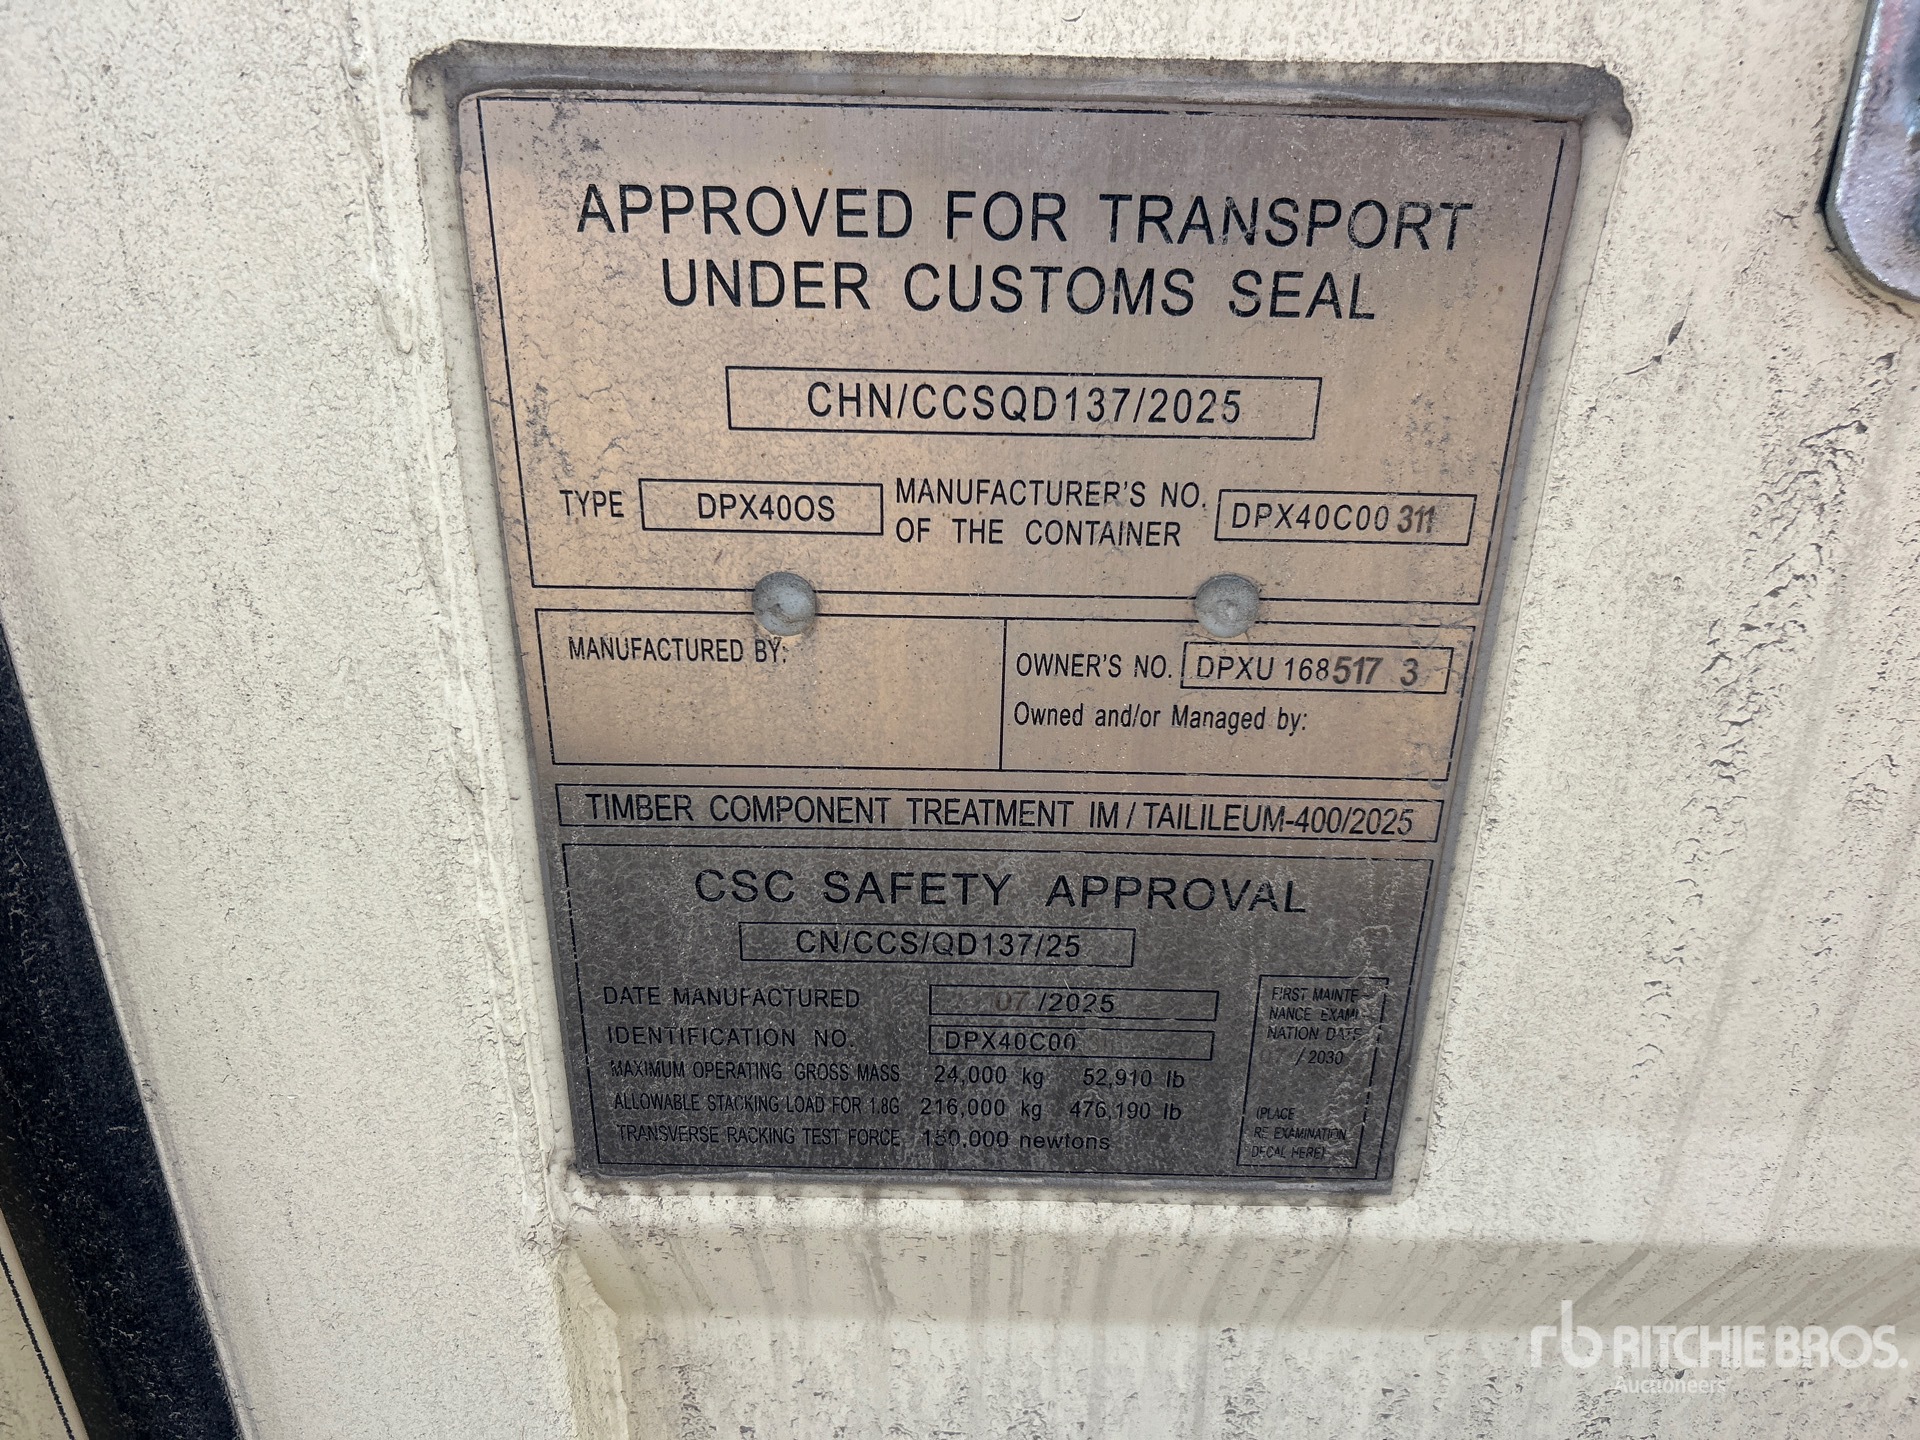 APPROVED FOR TRANSPORT
UNDER CUSTOMS SEAL
CHN/CCSQD137/2025
TYPE DPX40OS MANUFACTURER'S NO. OF THE CONTAINER DPX40C00 311
MANUFACTURED BY:
OWNER'S NO. DPXU 168517 3
Owned and/or Managed by:
TIMBER COMPONENT TREATMENT IM / TAILILEUM-400/2025
CSC SAFETY APPROVAL
CN/CCS/QD137/25
DATE MANUFACTURED 07 /2025
IDENTIFICATION NO. DPX40C00
MAXIMUM OPERATING GROSS MASS 24,000 kg 52,910 lb
ALLOWABLE STACKING LOAD FOR 1.8G 216,000 kg 476,190 lb
TRANSVERSE RACKING TEST FORCE 150,000 newtons
FIRST MAINTE-
NANCE EXAMI-
NATION DATE
/ 2030
(PLACE
RE EXAMINATION
DECAL HERE)
rb RITCHIE BROS.
Auctioneers